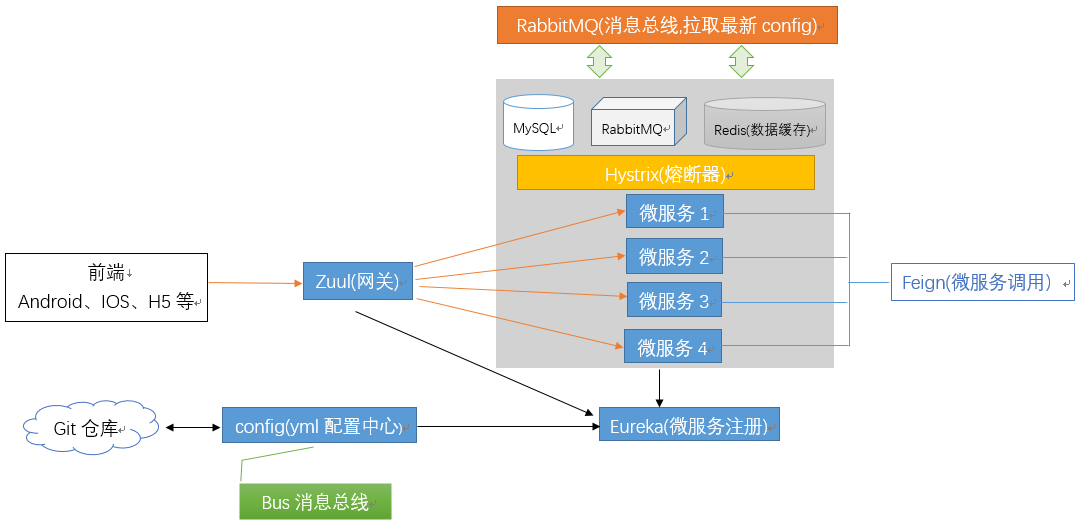 RabbitMQ(消息总线,拉取最新 config)
MySQL
RabbitMQ
Redis(数据缓存)
Hystrix(熔断器)
微服务 1
微服务 2
微服务 3
微服务 4
前端
Android、IOS、H5 等
Zuul(网关)
Feign(微服务调用)
Git 仓库
config(yml 配置中心)
Eureka(微服务注册)
Bus 消息总线